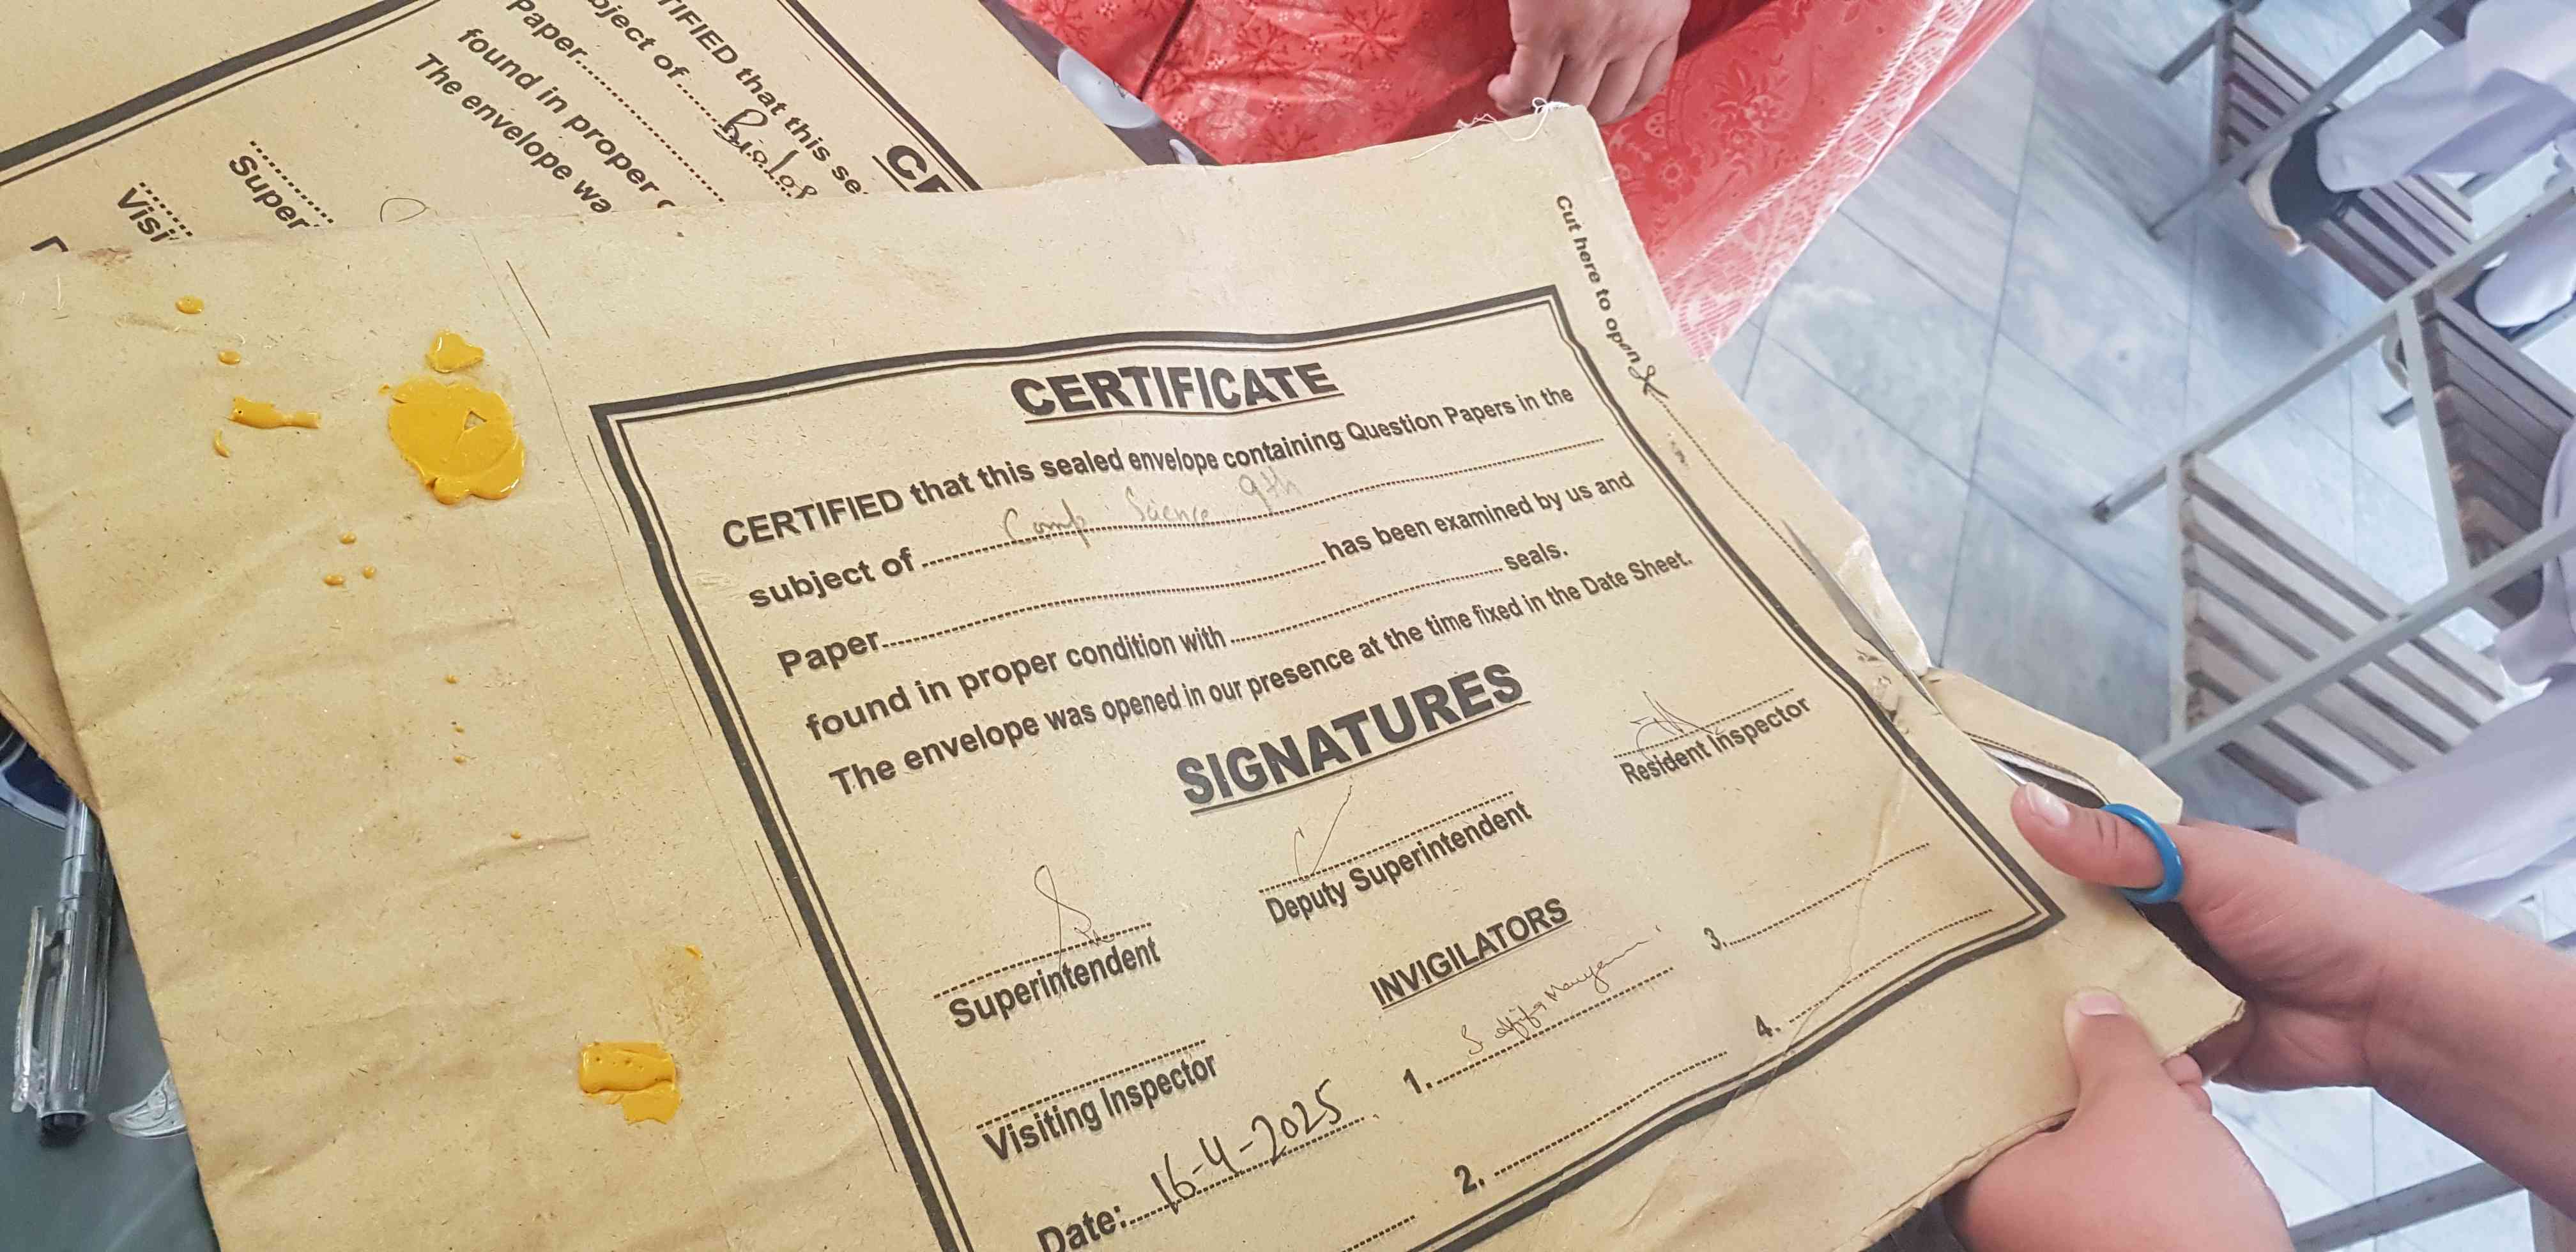 TIFIED that this se
bject of Biolog
Paper
found in proper c
The envelope wa
Super
Visi
CE
Cut here to open
CERTIFICATE
CERTIFIED that this sealed envelope containing Question Papers in the
subject of Comp Science 9th
Paper has been examined by us and
found in proper condition with seals.
The envelope was opened in our presence at the time fixed in the Date Sheet.
SIGNATURES
Resident Inspector
Deputy Superintendent
Superintendent
INVIGILATORS
Visiting Inspector
1.
3.
2.
4.
Date: 16-4-2025